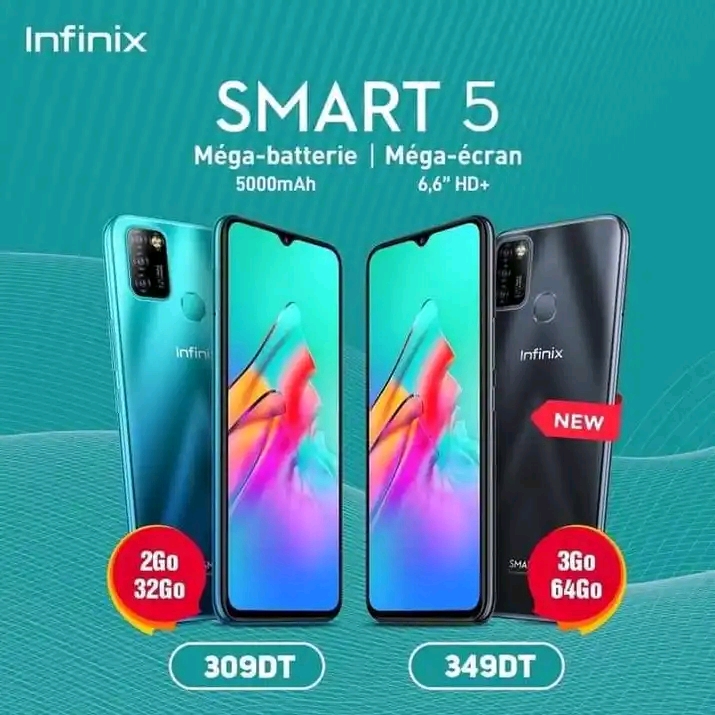 Infinix
SMART 5
Méga-batterie | Méga-écran
5000mAh 6,6" HD+
Infinix
Infinix
NEW
2Go
32Go
SMA
3Go
64Go
309DT
349DT